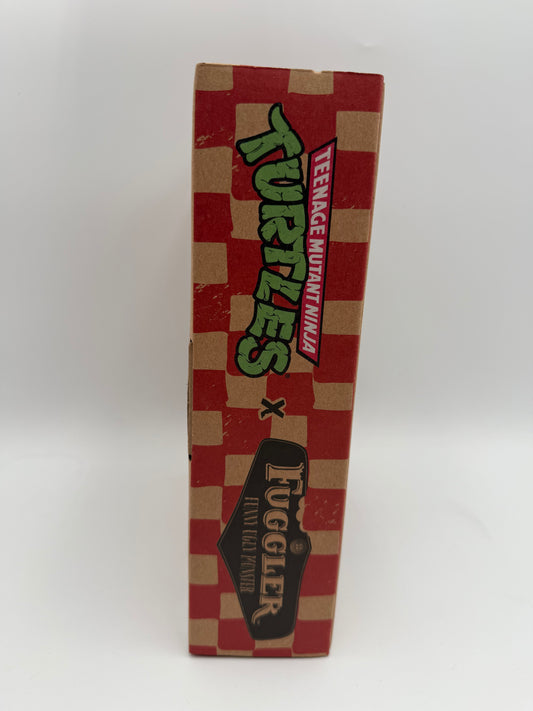 TEENAGE MUTANT NINJA
TURTLES®
X
FUGGLER
FUNNY UGLY MONSTER